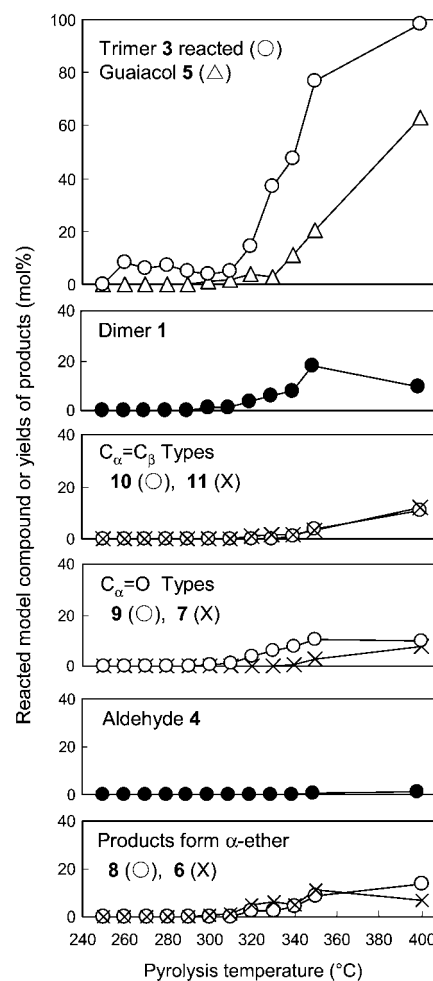 Reacted model compound or yields of products (mol%)
Trimer 3 reacted (○)
Guaiacol 5 (△)
100
80
60
40
20
0
Dimer 1
20
0
40
Cα=Cβ Types
10 (○), 11 (X)
20
0
40
Cα=O Types
9 (○), 7 (X)
20
0
40
Aldehyde 4
20
0
40
Products form α-ether
8 (○), 6 (X)
20
0
240 260 280 300 320 340 360 380 400
Pyrolysis temperature (°C)